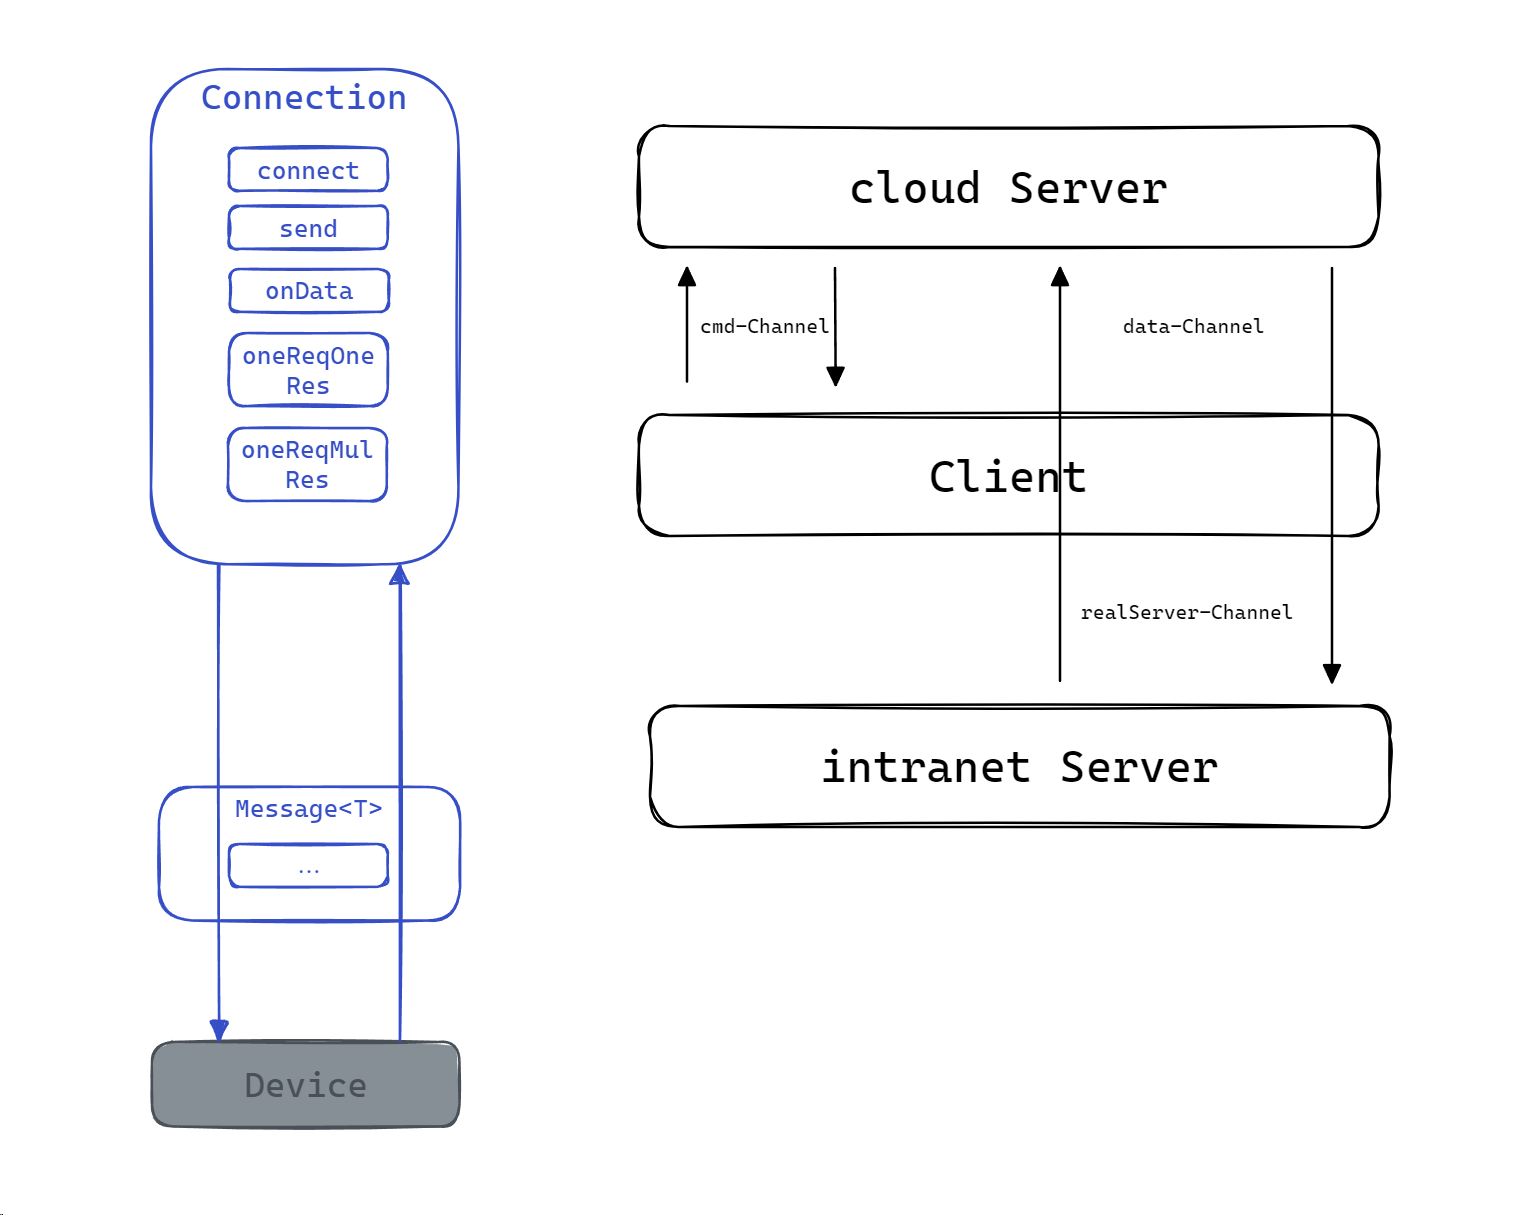 Connection
connect
send
onData
oneReqOne
Res
oneReqMul
Res
Message<T>
...
Device
cloud Server
cmd-Channel
data-Channel
Client
realServer-Channel
intranet Server